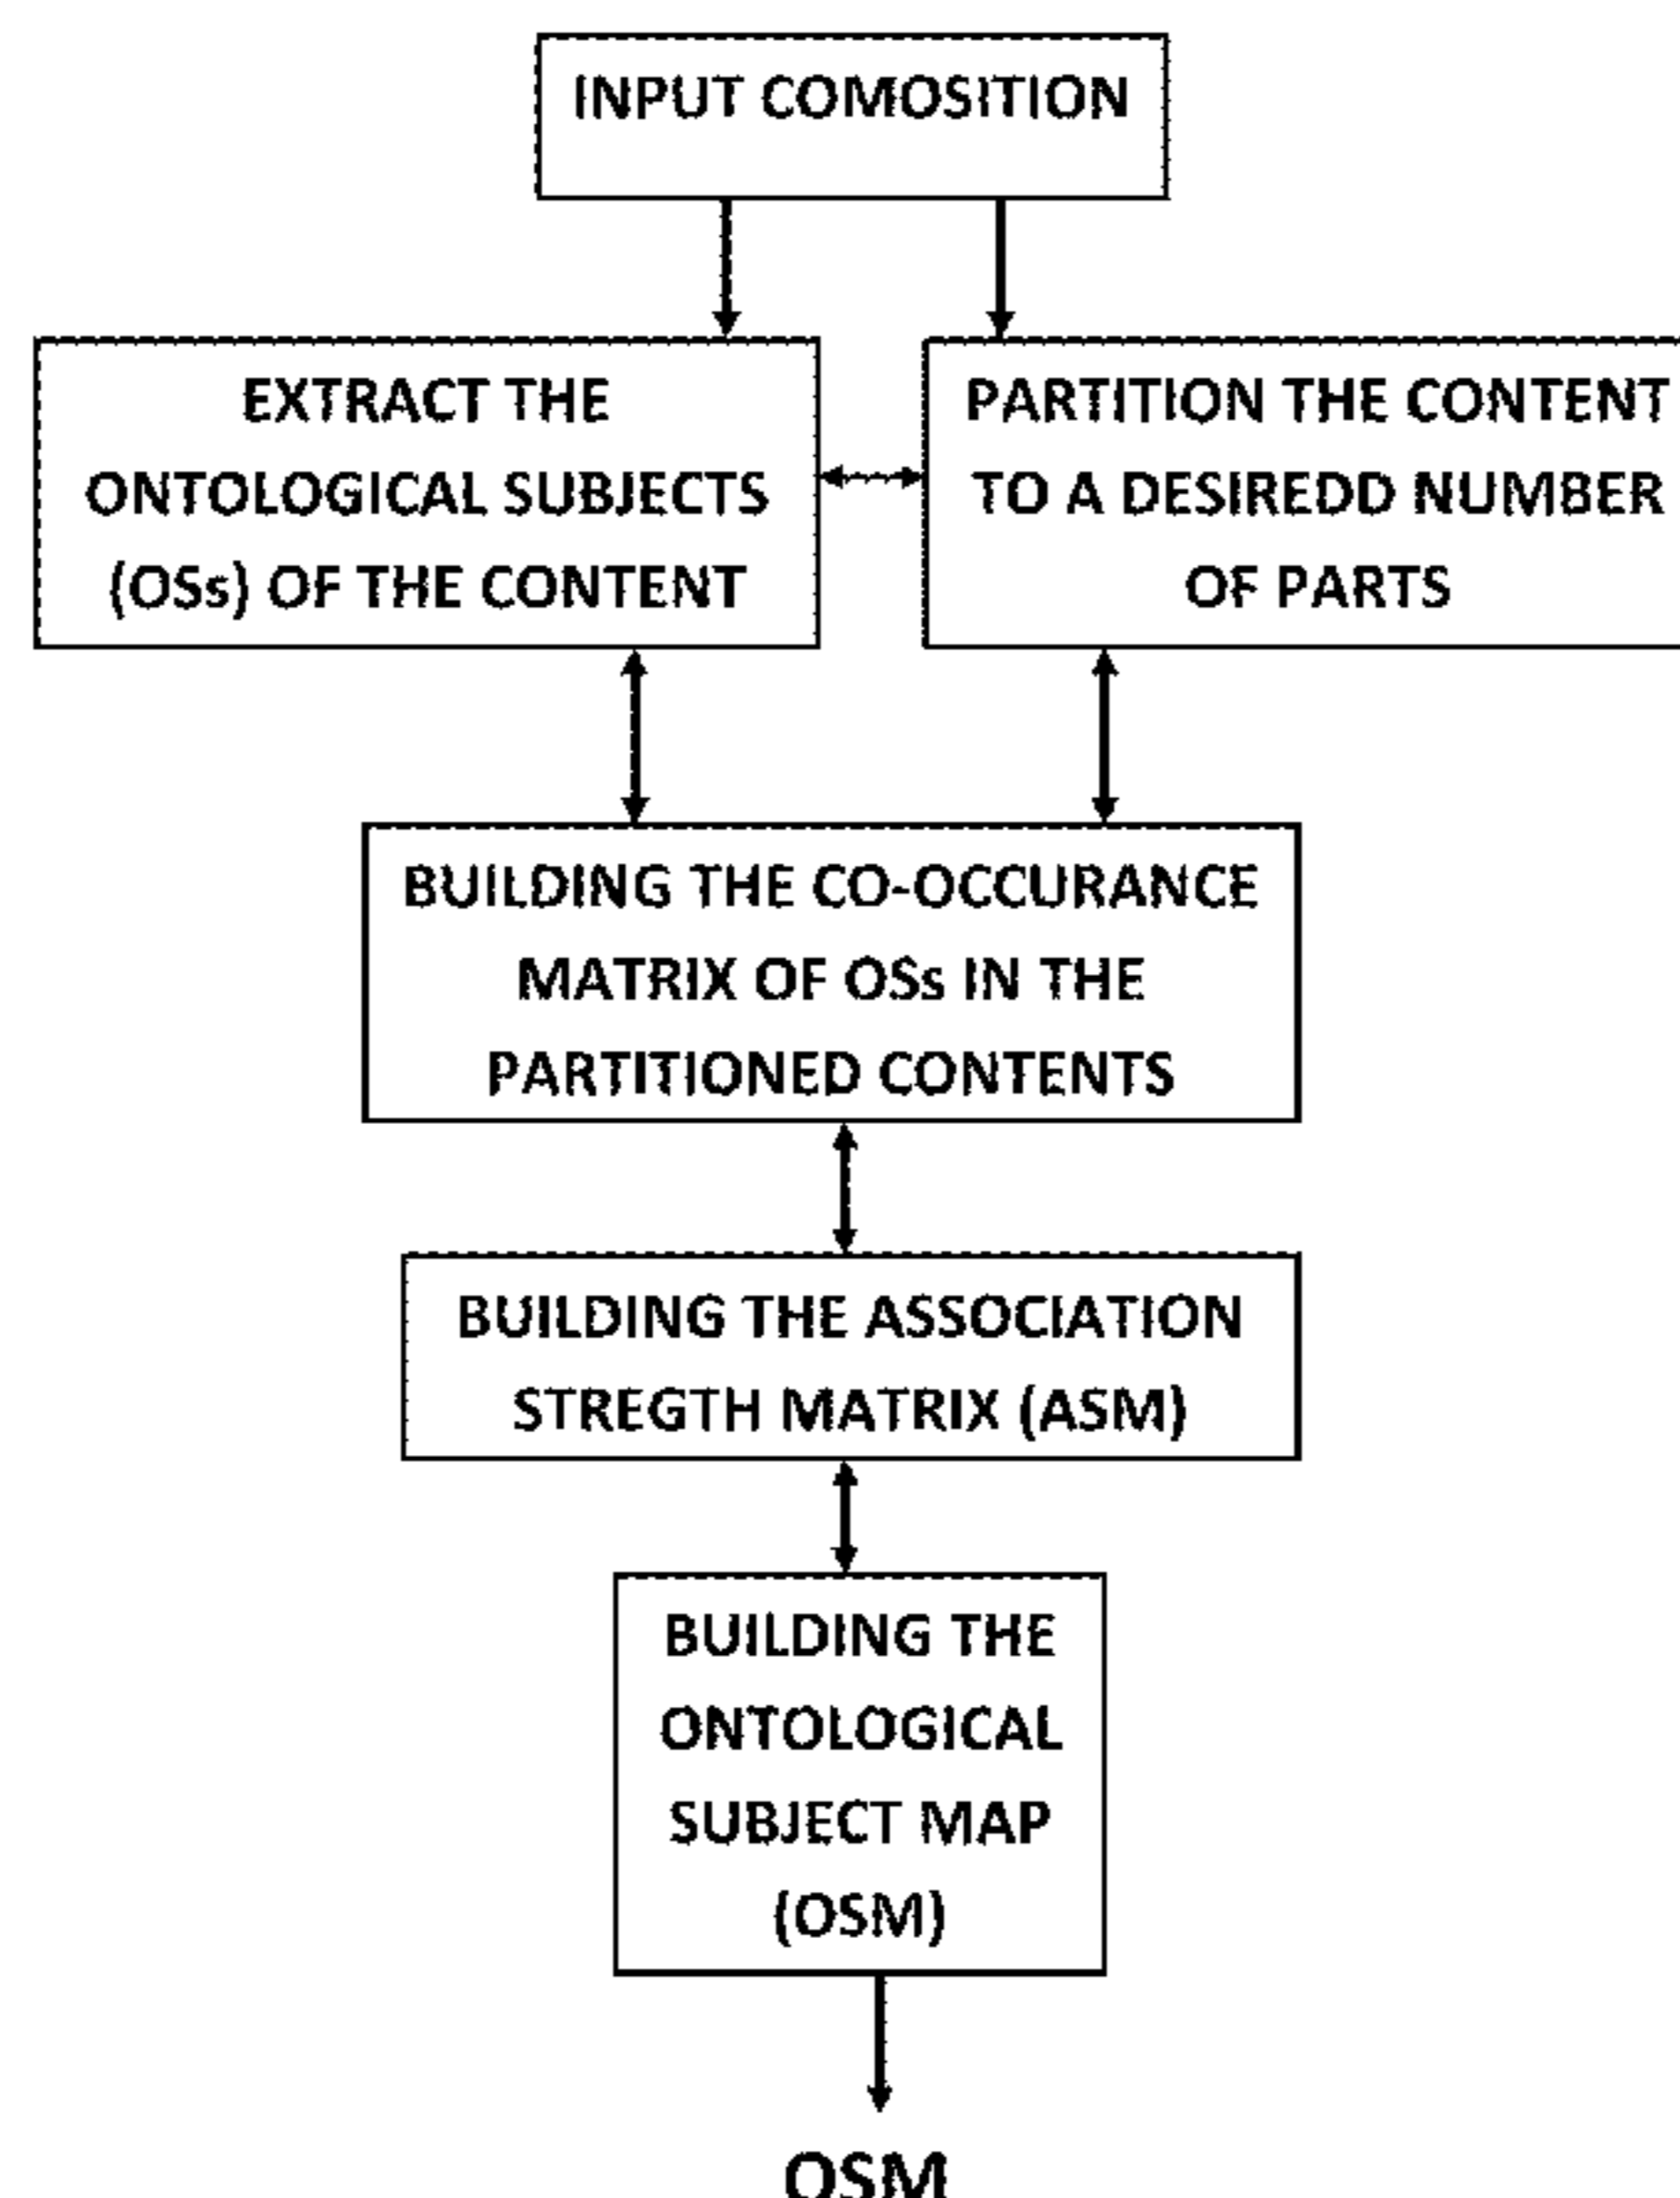 INPUT COMOSITION
EXTRACT THE
ONTOLOGICAL SUBJECTS
(OSs) OF THE CONTENT
PARTITION THE CONTENT
TO A DESIREDD NUMBER
OF PARTS
BUILDING THE CO-OCCURANCE
MATRIX OF OSs IN THE
PARTITIONED CONTENTS
BUILDING THE ASSOCIATION
STREGTH MATRIX (ASM)
BUILDING THE
ONTOLOGICAL
SUBJECT MAP
(OSM)
OSM